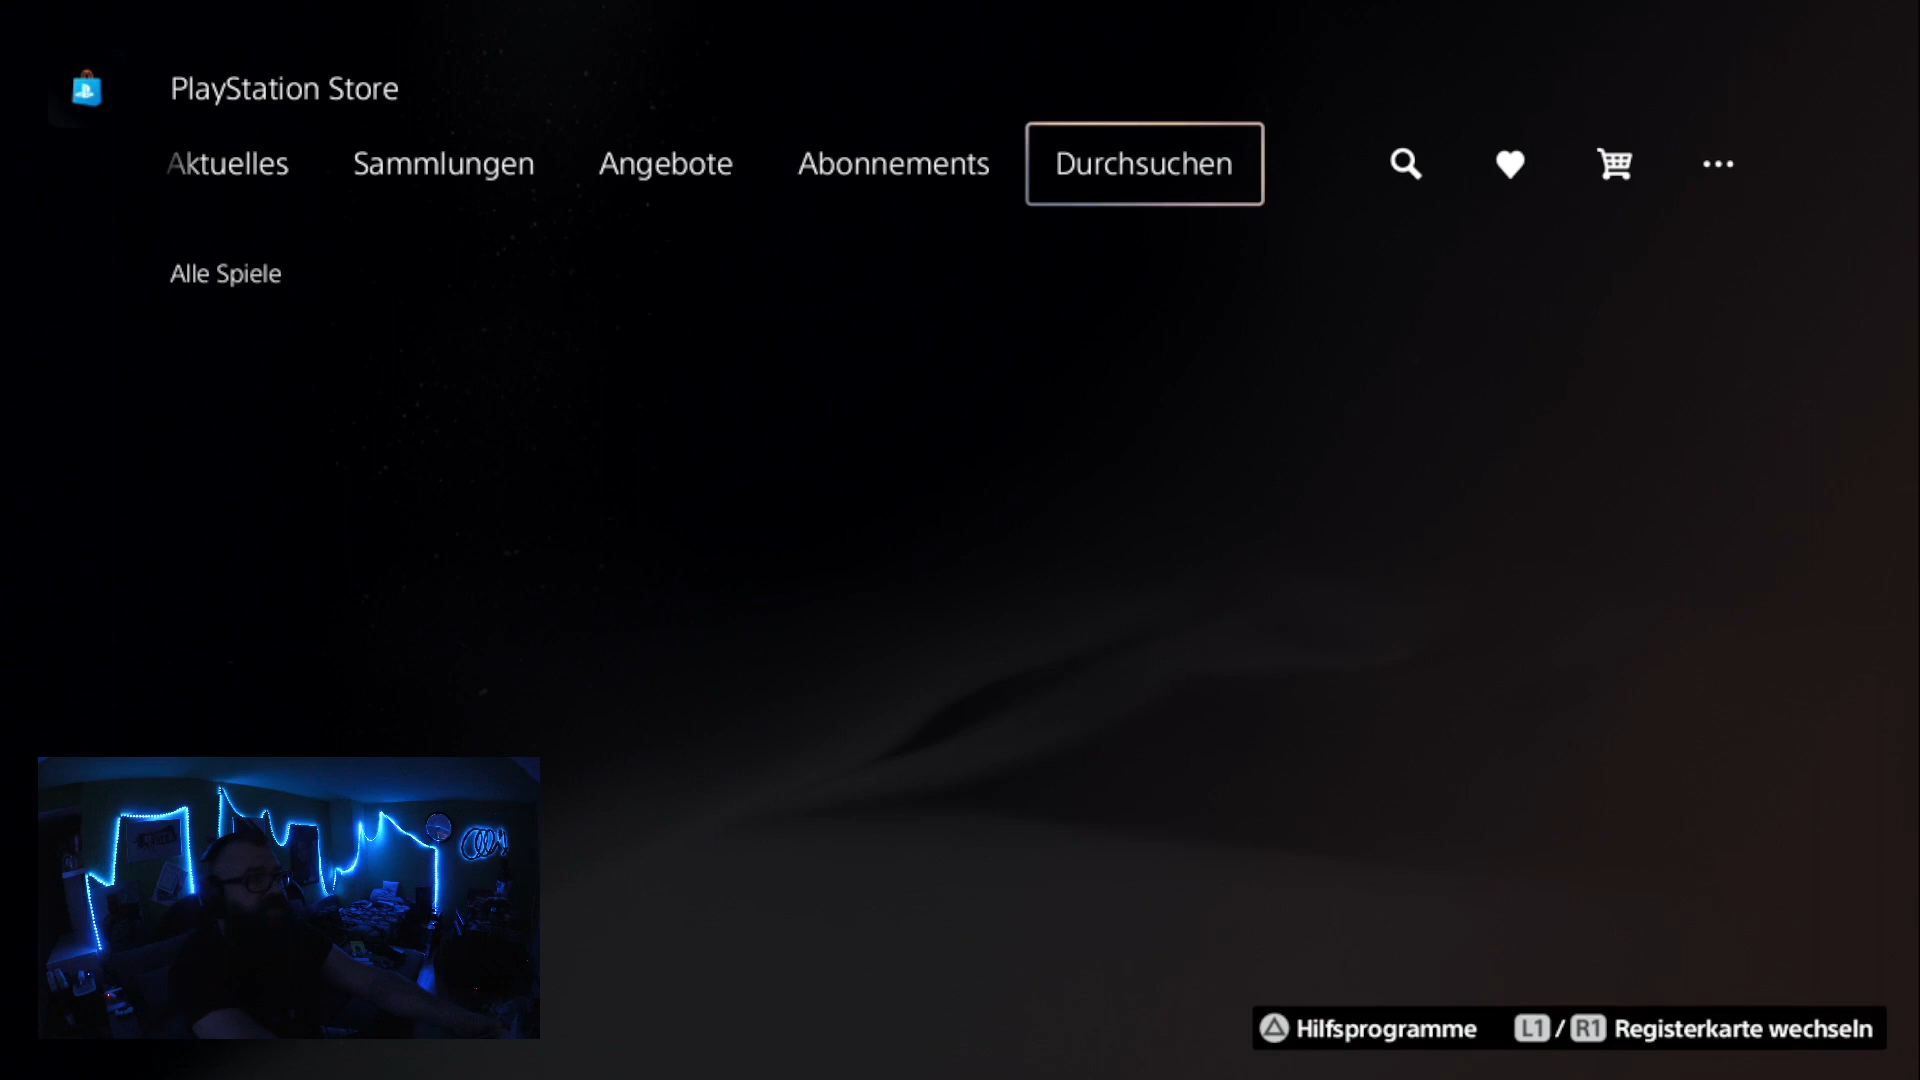 PlayStation Store
Aktuelles
Sammlungen
Angebote
Abonnements
Durchsuchen
Alle Spiele
Hilfsprogramme
L1 / R1 Registerkarte wechseln